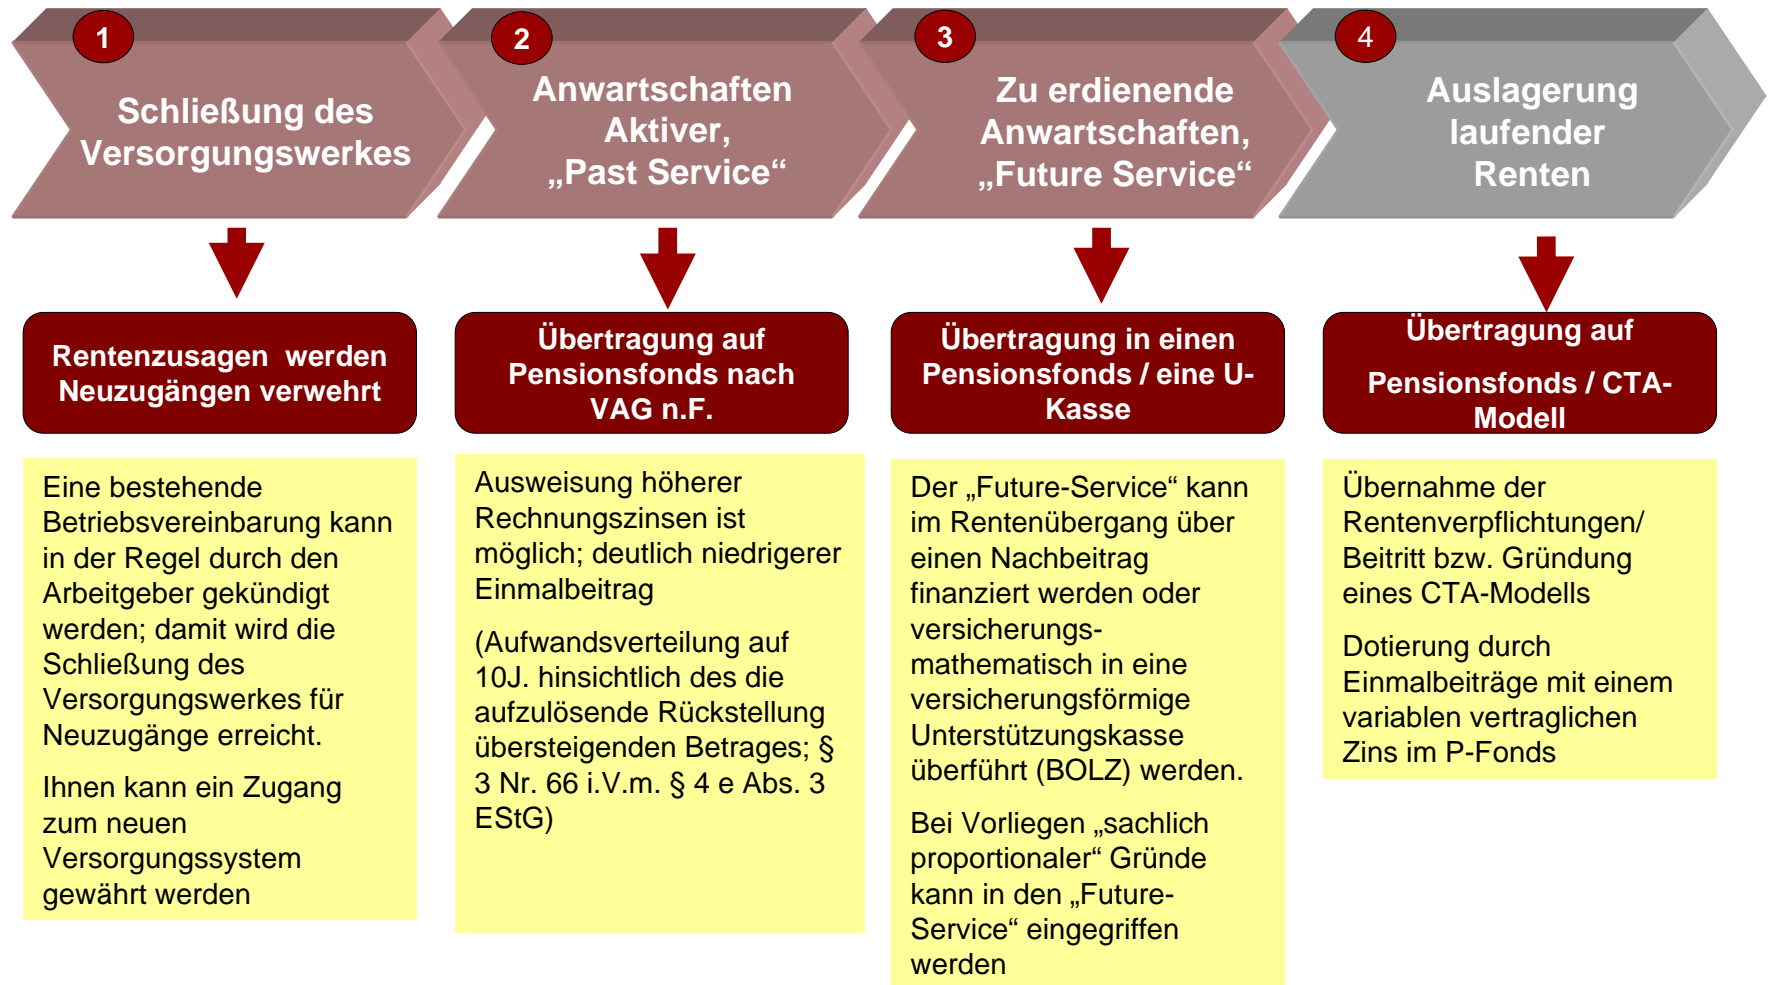 1
Schließung des
Versorgungswerkes
2
Anwartschaften
Aktiver,
„Past Service“
3
Zu erdienende
Anwartschaften,
„Future Service“
4
Auslagerung
laufender
Renten
Rentenzusagen werden
Neuzugängen verwehrt
Übertragung auf
Pensionsfonds nach
VAG n.F.
Übertragung in einen
Pensionsfonds / eine U-
Kasse
Übertragung auf
Pensionsfonds / CTA-
Modell
Eine bestehende
Betriebsvereinbarung kann
in der Regel durch den
Arbeitgeber gekündigt
werden; damit wird die
Schließung des
Versorgungswerkes für
Neuzugänge erreicht.
Ihnen kann ein Zugang
zum neuen
Versorgungssystem
gewährt werden
Ausweisung höherer
Rechnungszinsen ist
möglich; deutlich niedrigerer
Einmalbeitrag
(Aufwandsverteilung auf
10J. hinsichtlich des die
aufzulösende Rückstellung
übersteigenden Betrages; §
3 Nr. 66 i.V.m. § 4 e Abs. 3
EStG)
Der „Future-Service“ kann
im Rentenübergang über
einen Nachbeitrag
finanziert werden oder
versicherungs-
mathematisch in eine
versicherungsförmige
Unterstützungskasse
überführt (BOLZ) werden.
Bei Vorliegen „sachlich
proportionaler“ Gründe
kann in den „Future-
Service“ eingegriffen
werden
Übernahme der
Rentenverpflichtungen/
Beitritt bzw. Gründung
eines CTA-Modells
Dotierung durch
Einmalbeiträge mit einem
variablen vertraglichen
Zins im P-Fonds